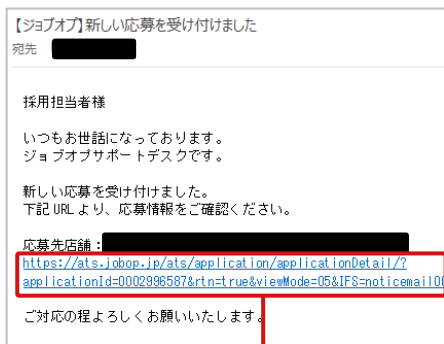 【ジョブオプ】新しい応募を受け付けました
宛先
採用担当者様
いつもお世話になっております。
ジョブオプサポートデスクです。
新しい応募を受け付けました。
下記URLより、応募情報をご確認ください。
応募先店舗：
https://ats.jobop.jp/ats/application/applicationDetail/?
applicationId=0002996587&rtn=true&viewMode=05&IFS=noticemail00
ご対応の程よろしくお願いいたします。